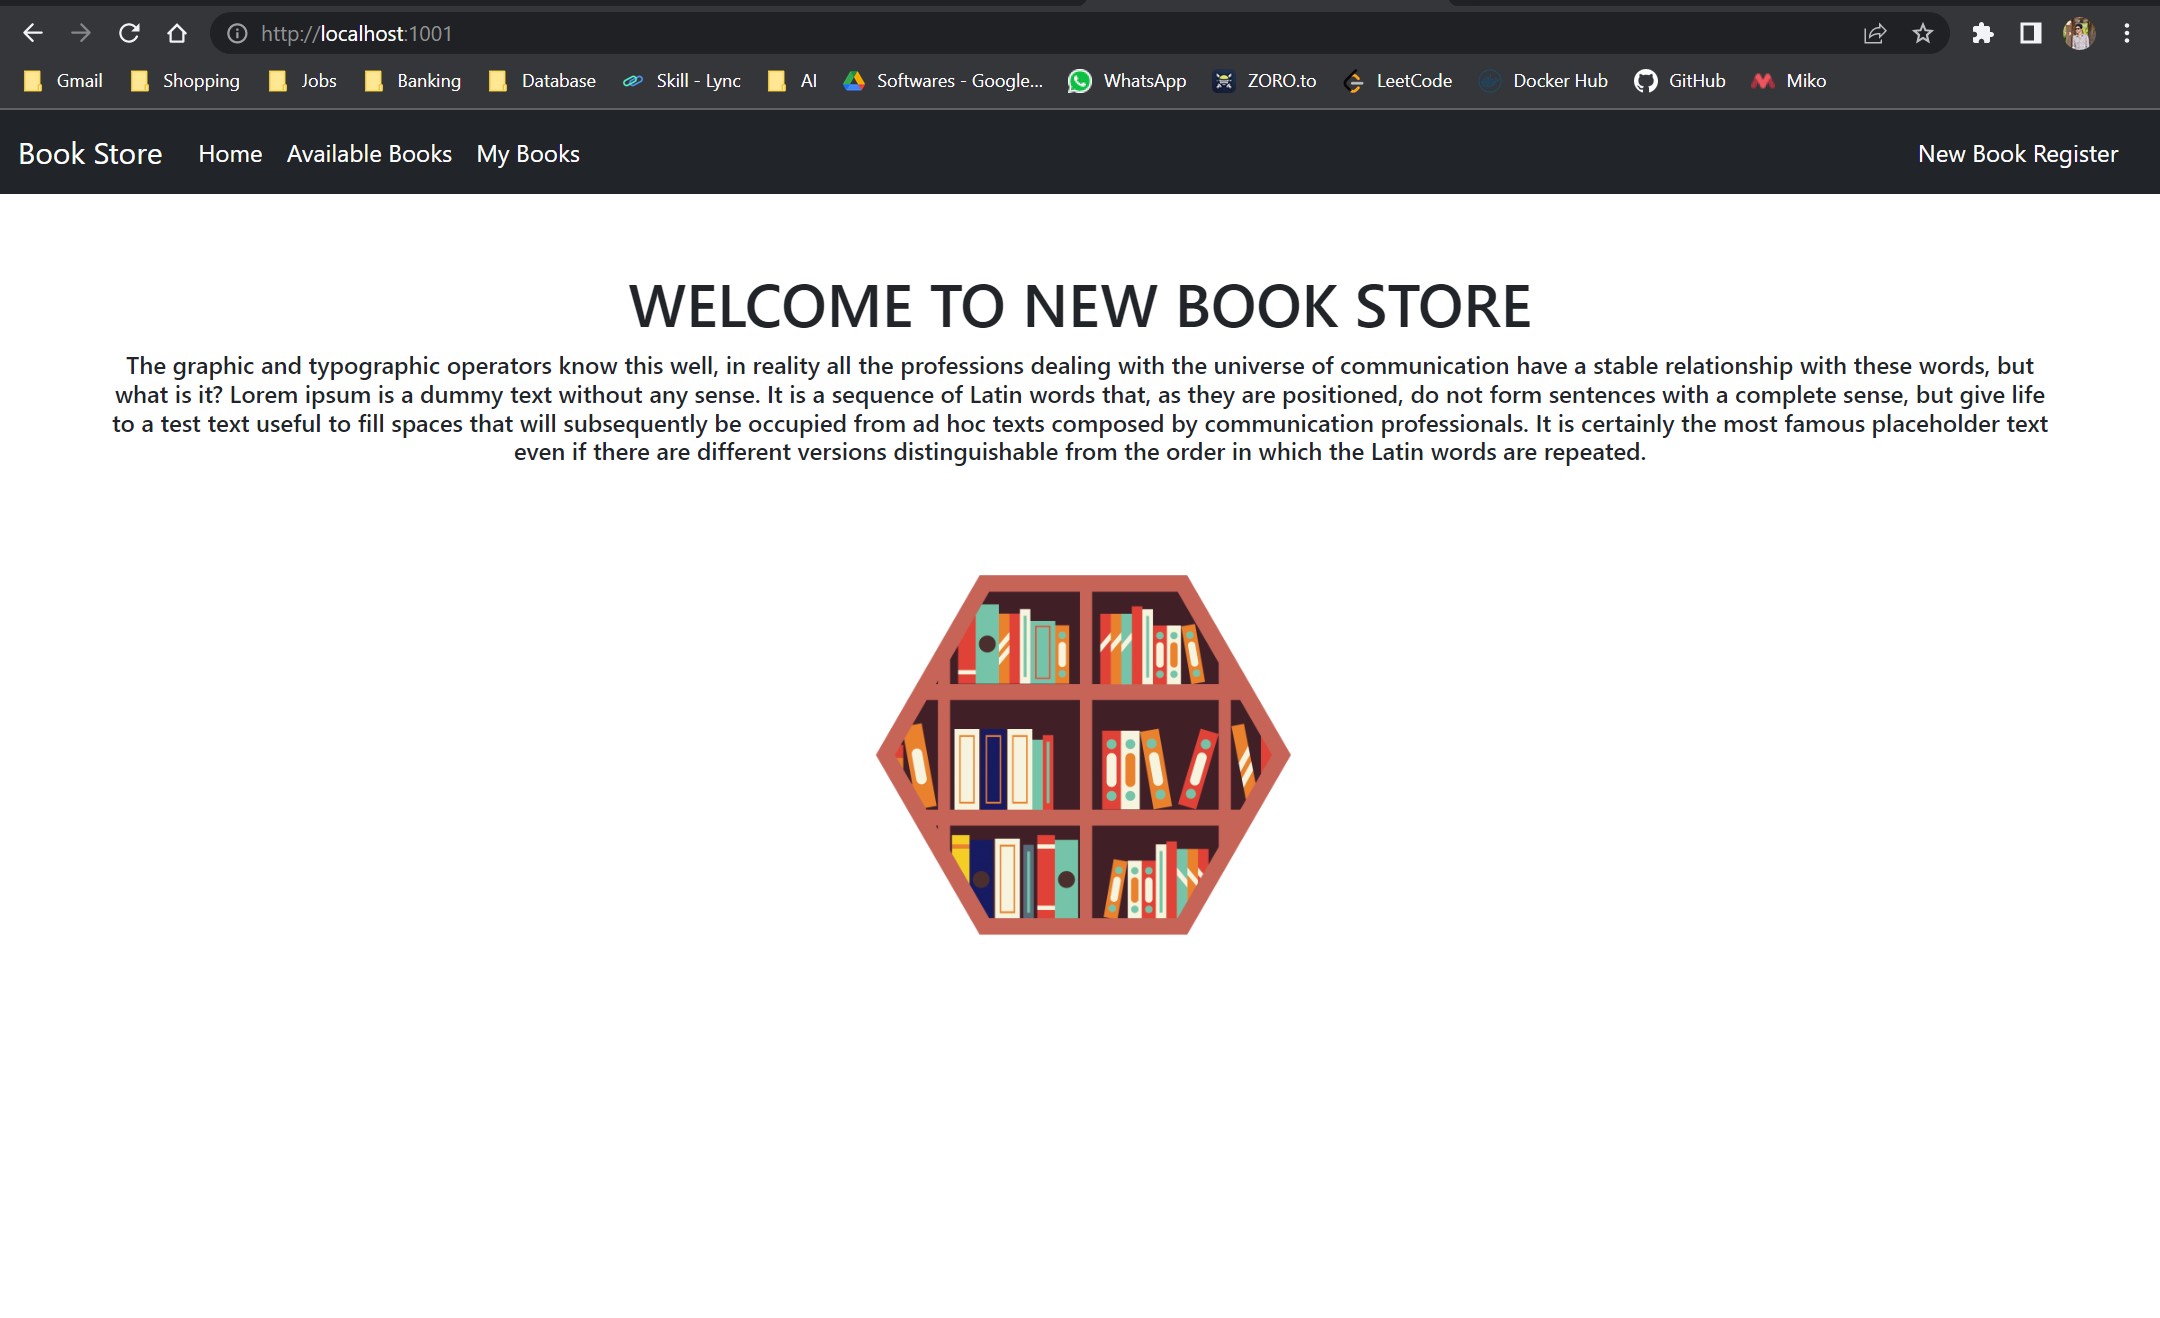 http://localhost:1001
Gmail Shopping Jobs Banking Database Skill - Lync AI Softwares - Google... WhatsApp ZORO.to LeetCode Docker Hub GitHub Miko
Book Store Home Available Books My Books New Book Register
WELCOME TO NEW BOOK STORE
The graphic and typographic operators know this well, in reality all the professions dealing with the universe of communication have a stable relationship with these words, but
what is it? Lorem ipsum is a dummy text without any sense. It is a sequence of Latin words that, as they are positioned, do not form sentences with a complete sense, but give life
to a test text useful to fill spaces that will subsequently be occupied from ad hoc texts composed by communication professionals. It is certainly the most famous placeholder text
even if there are different versions distinguishable from the order in which the Latin words are repeated.